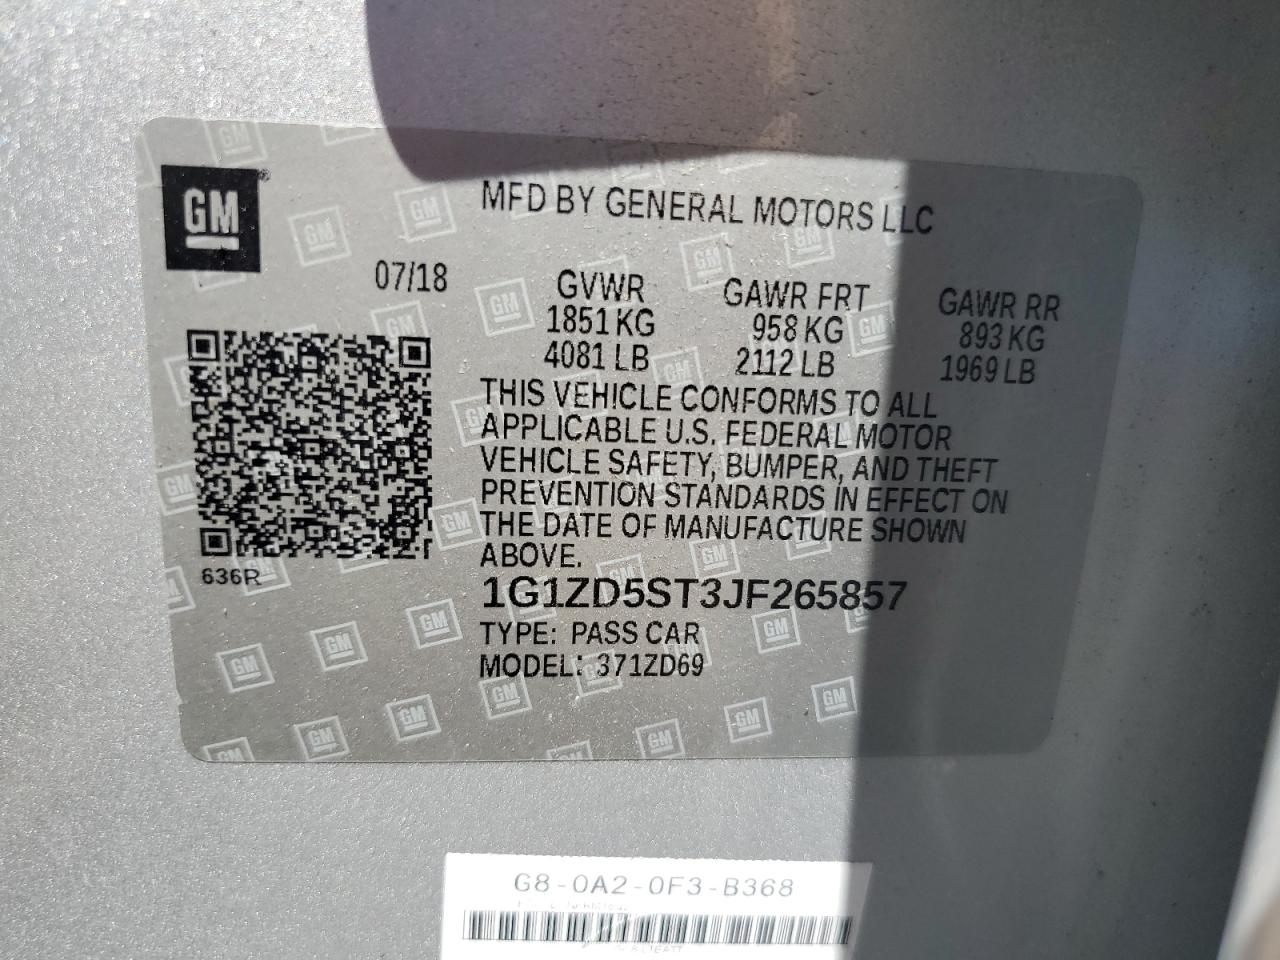 GM
MFD BY GENERAL MOTORS LLC
07/18
GVWR GAWR FRT GAWR RR
1851 KG 958 KG 893 KG
4081 LB 2112 LB 1969 LB
THIS VEHICLE CONFORMS TO ALL
APPLICABLE U.S. FEDERAL MOTOR
VEHICLE SAFETY, BUMPER, AND THEFT
PREVENTION STANDARDS IN EFFECT ON
THE DATE OF MANUFACTURE SHOWN
ABOVE.
636R
1G1ZD5ST3JF265857
TYPE: PASS CAR
MODEL: 371ZD69
G8-0A2-0F3-B368